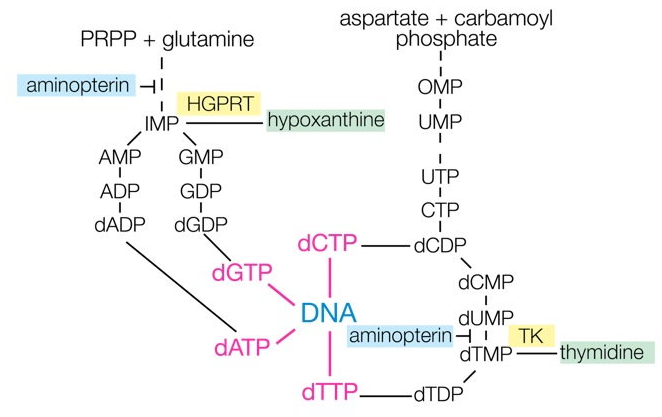 aspartate + carbamoyl
phosphate
PRPP + glutamine
aminopterin
HGPRT
IMP
hypoxanthine
OMP
UMP
AMP
GMP
ADP
GDP
dADP
dGDP
UTP
CTP
dCTP
dCDP
dGTP
dCMP
DNA
dUMP
aminopterin
TK
dATP
dTMP
thymidine
dTTP
dTDP